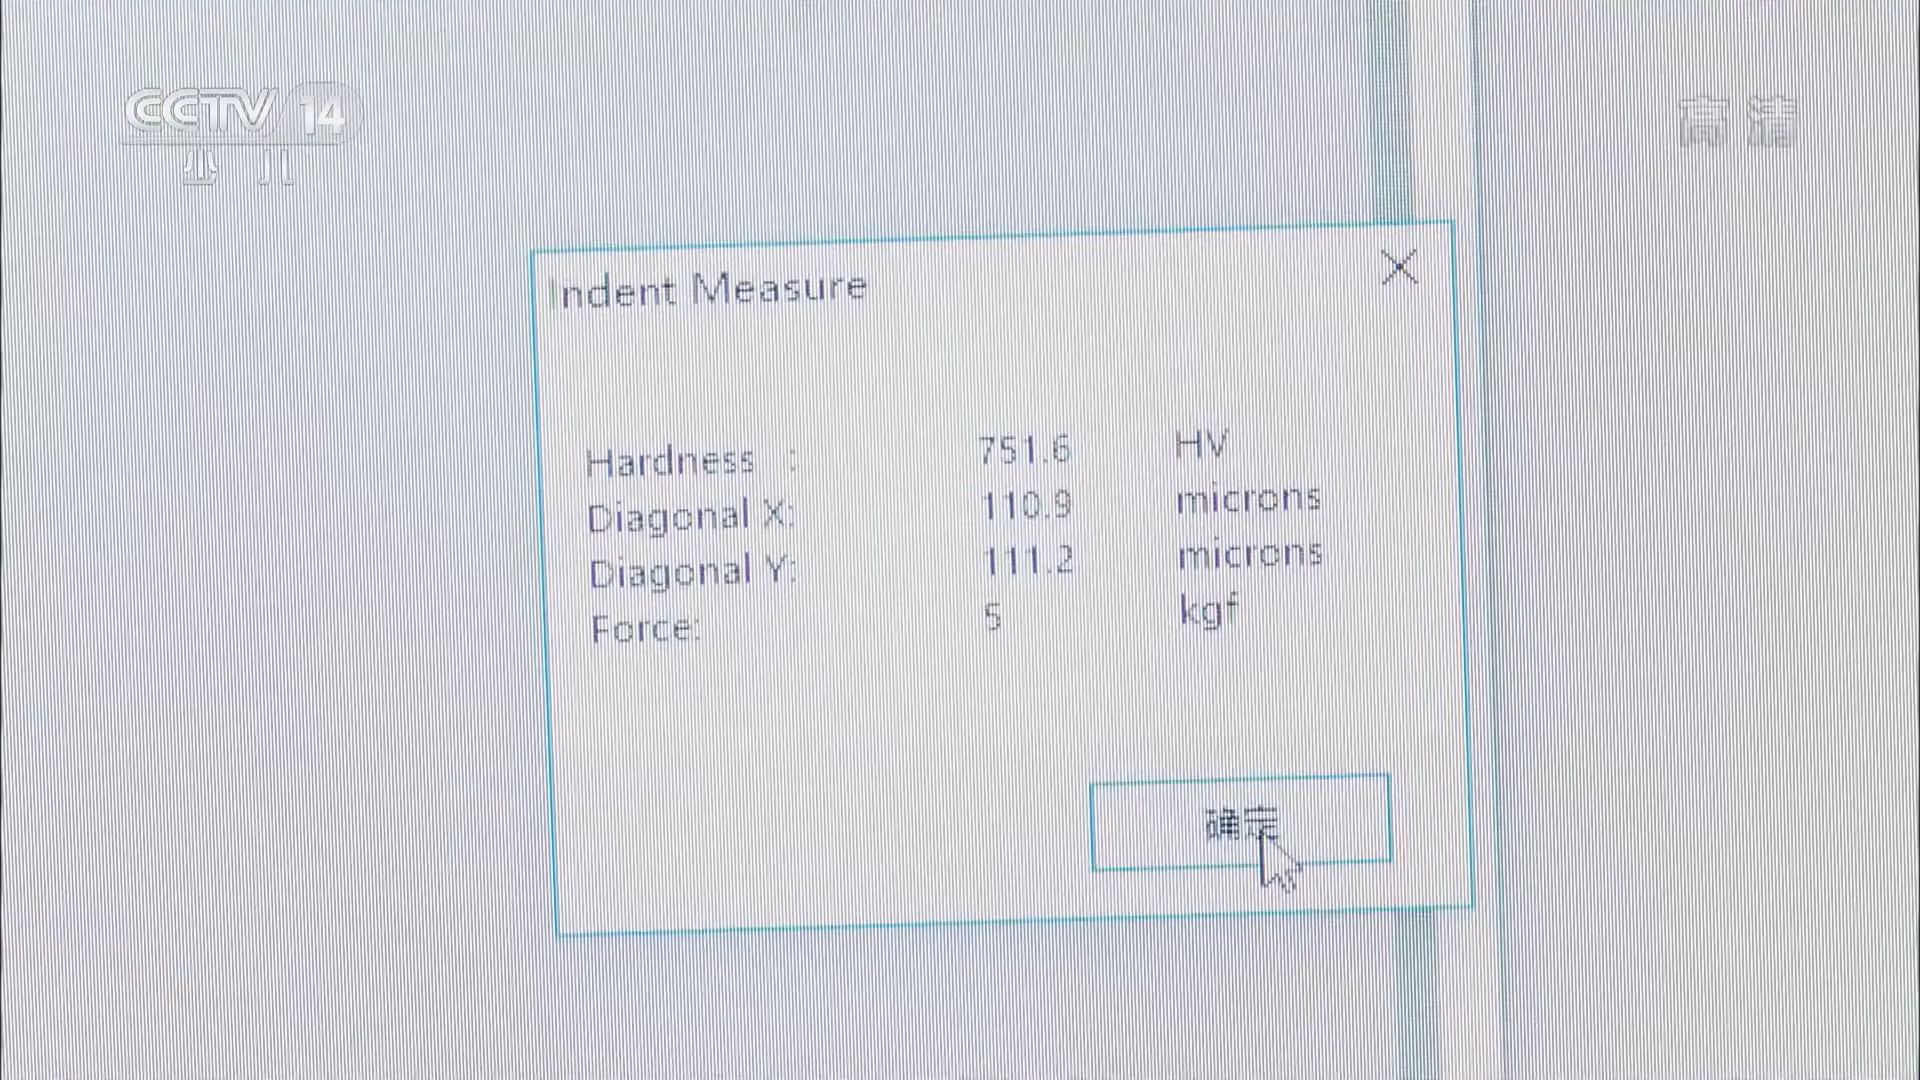 CCTV 14
少儿
高清
Indent Measure
Hardness : 751.6 HV
Diagonal X: 110.9 microns
Diagonal Y: 111.2 microns
Force: 5 kgf
确定